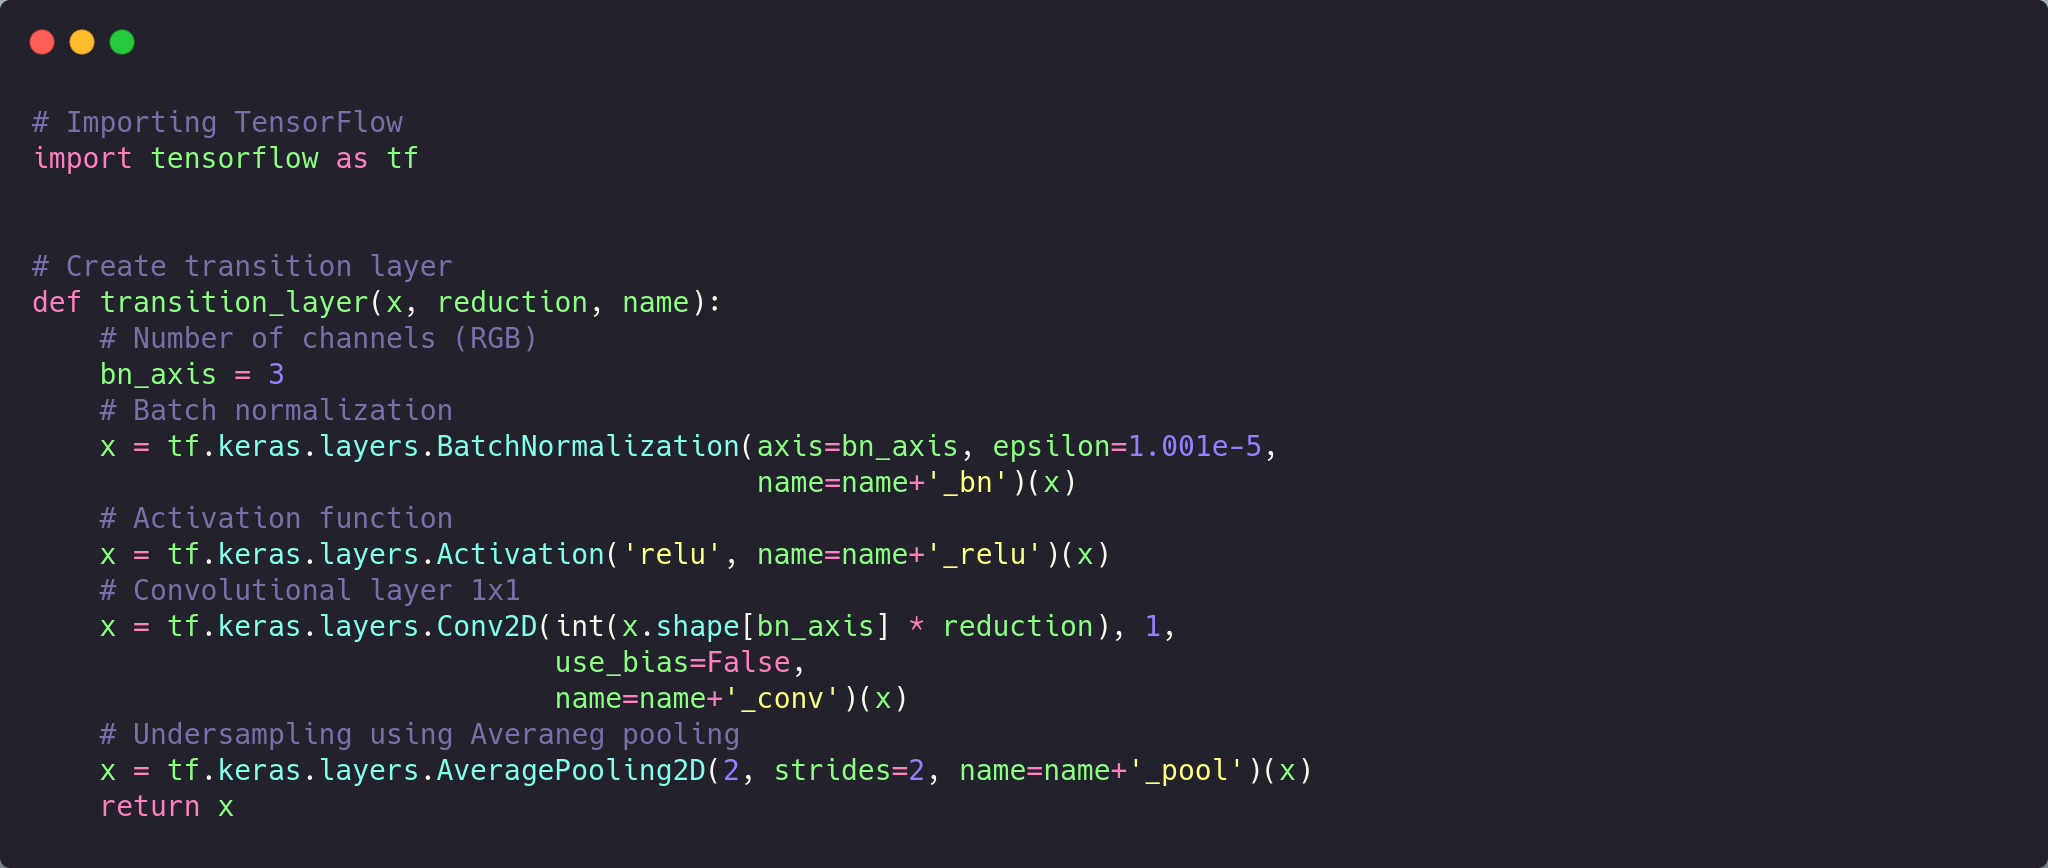 # Importing TensorFlow
import tensorflow as tf
# Create transition layer
def transition_layer(x, reduction, name):
    # Number of channels (RGB)
    bn_axis = 3
    # Batch normalization
    x = tf.keras.layers.BatchNormalization(axis=bn_axis, epsilon=1.001e-5,
                                           name=name+'_bn')(x)
    # Activation function
    x = tf.keras.layers.Activation('relu', name=name+'_relu')(x)
    # Convolutional layer 1x1
    x = tf.keras.layers.Conv2D(int(x.shape[bn_axis] * reduction), 1,
                               use_bias=False,
                               name=name+'_conv')(x)
    # Undersampling using Averaneg pooling
    x = tf.keras.layers.AveragePooling2D(2, strides=2, name=name+'_pool')(x)
    return x